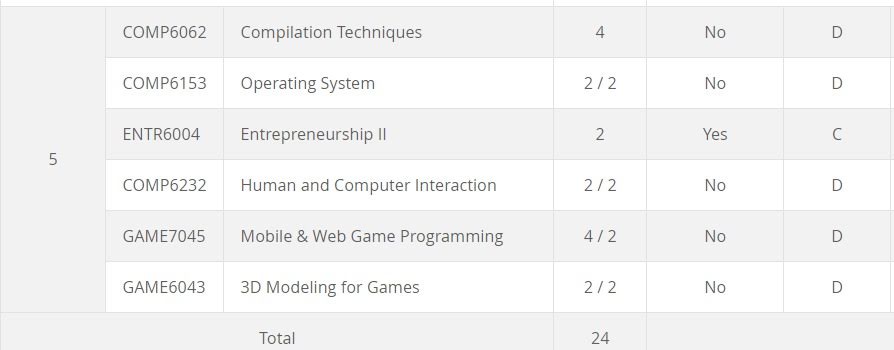 COMP6062 Compilation Techniques 4 No D
COMP6153 Operating System 2 / 2 No D
ENTR6004 Entrepreneurship II 2 Yes C
5
COMP6232 Human and Computer Interaction 2 / 2 No D
GAME7045 Mobile & Web Game Programming 4 / 2 No D
GAME6043 3D Modeling for Games 2 / 2 No D
Total 24